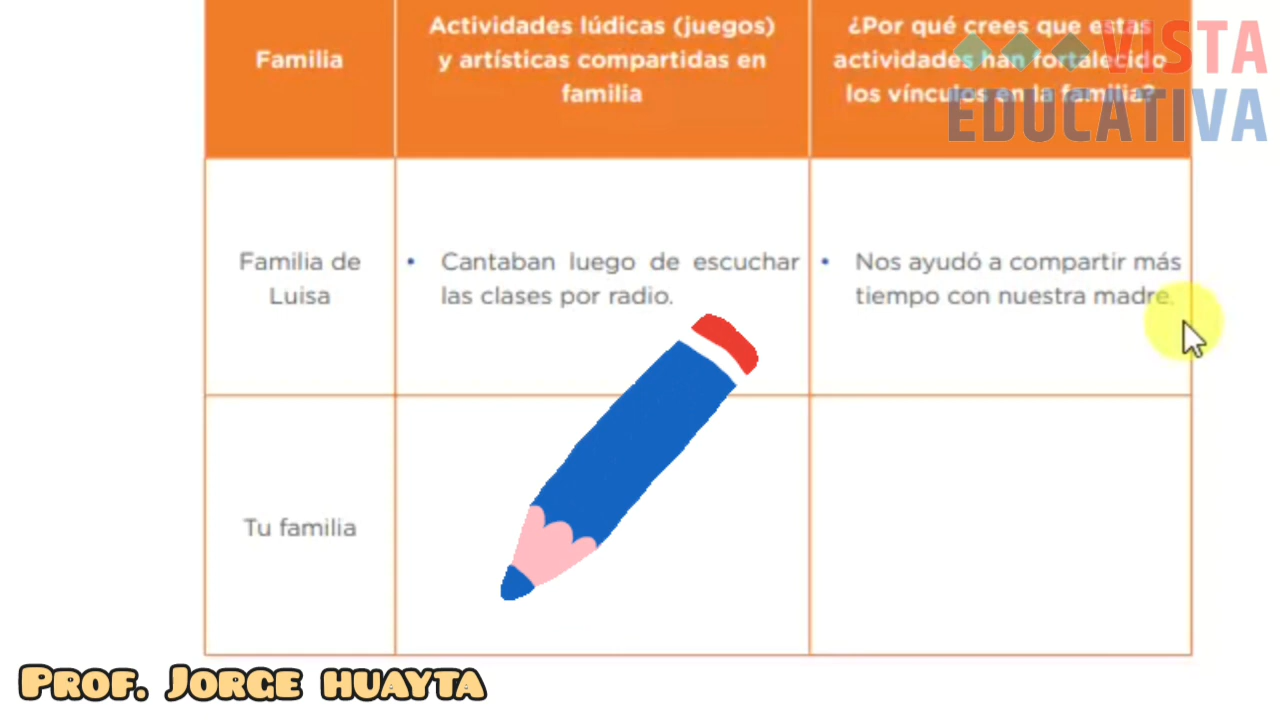 Familia
Actividades lúdicas (juegos)
y artísticas compartidas en
familia
¿Por qué crees que estas
actividades han fortalecido
los vínculos en la familia?
VISTA
EDUCATIVA
Familia de
Luisa
• Cantaban luego de escuchar
las clases por radio.
• Nos ayudó a compartir más
tiempo con nuestra madre.
Tu familia
Prof. Jorge huayta